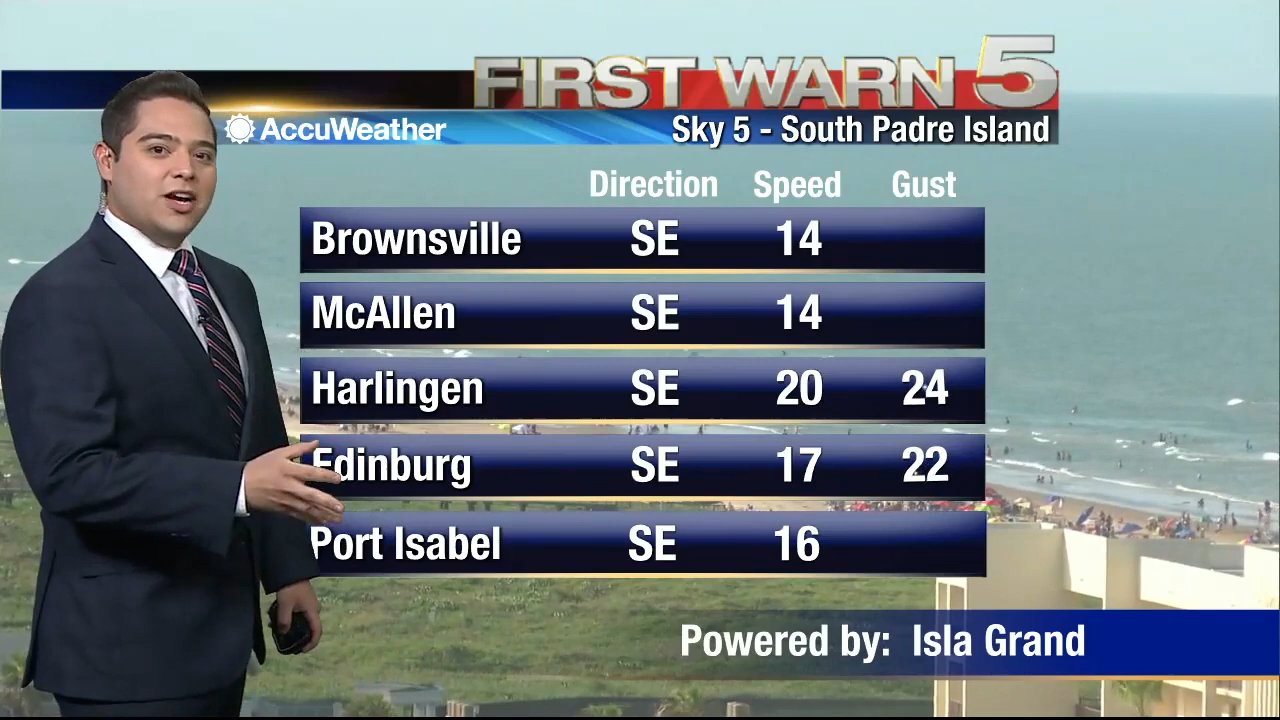 FIRST WARN 5
AccuWeather
Sky 5 - South Padre Island
Direction Speed Gust
Brownsville SE 14
McAllen SE 14
Harlingen SE 20 24
Edinburg SE 17 22
Port Isabel SE 16
Powered by: Isla Grand